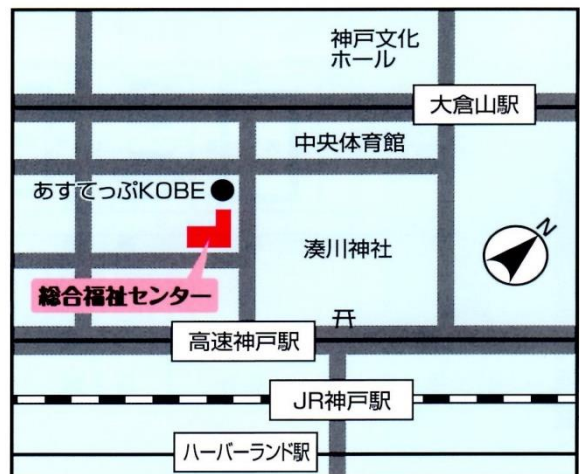 神戸文化
ホール
大倉山駅
中央体育館
あすてっぷKOBE
湊川神社
N
総合福祉センター
高速神戸駅
JR神戸駅
ハーバーランド駅